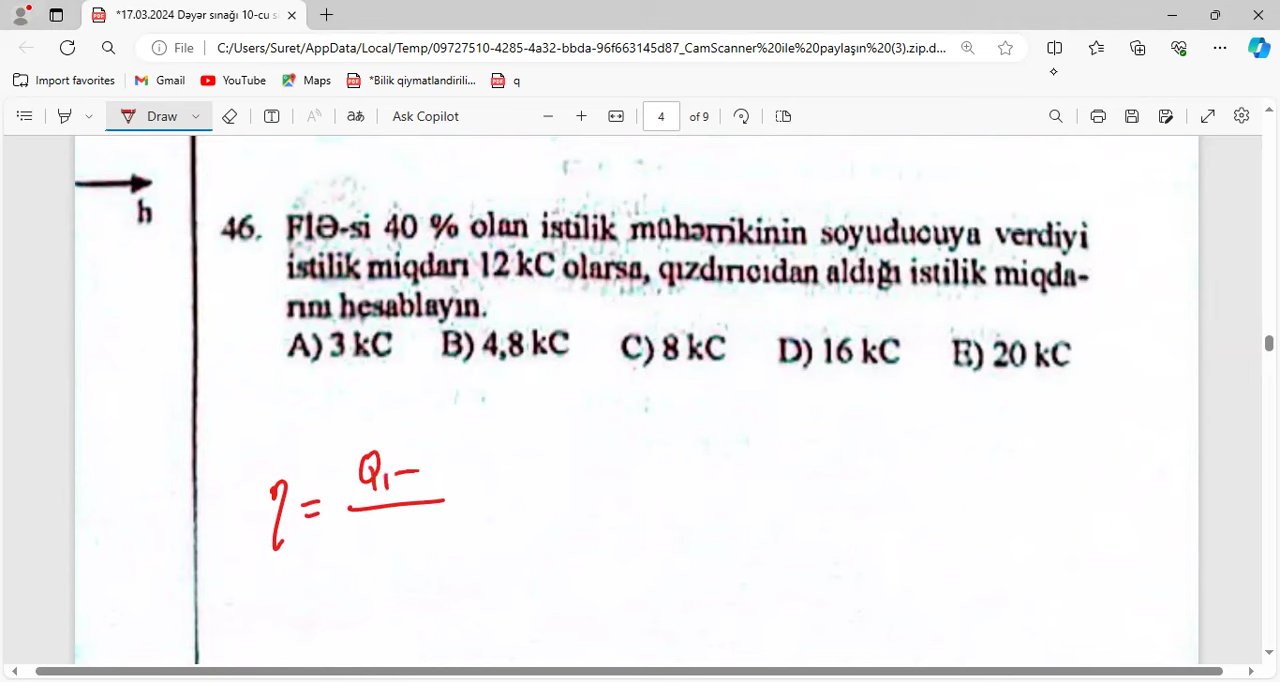 *17.03.2024 Dəyər sınağı 10-cu s
File
C:/Users/Suret/AppData/Local/Temp/09727510-4285-4a32-bbda-96f663145d87_CamScanner%20ile%20paylaşın%20(3).zip.d...
Import favorites
Gmail
YouTube
Maps
*Bilik qiymatlandirili...
q
Draw
Ask Copilot
4
of 9
h
46. FİƏ-si 40 % olan istilik mühərrikinin soyuducuya verdiyi
istilik miqdarı 12 kC olarsa, qızdırıcıdan aldığı istilik miqda-
rını hesablayın.
A) 3 kC B) 4,8 kC C) 8 kC D) 16 kC E) 20 kC
Q₁ −
η =